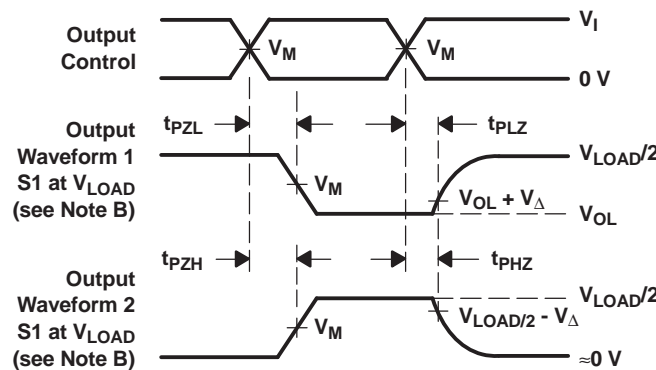 Output
Control
V_M
V_M
V_I
0 V
t_PZL
t_PLZ
Output
Waveform 1
S1 at V_LOAD
(see Note B)
V_M
V_LOAD/2
V_OL + V_Δ
V_OL
t_PZH
t_PHZ
Output
Waveform 2
S1 at V_LOAD
(see Note B)
V_M
V_LOAD/2
V_LOAD/2 - V_Δ
≈0 V